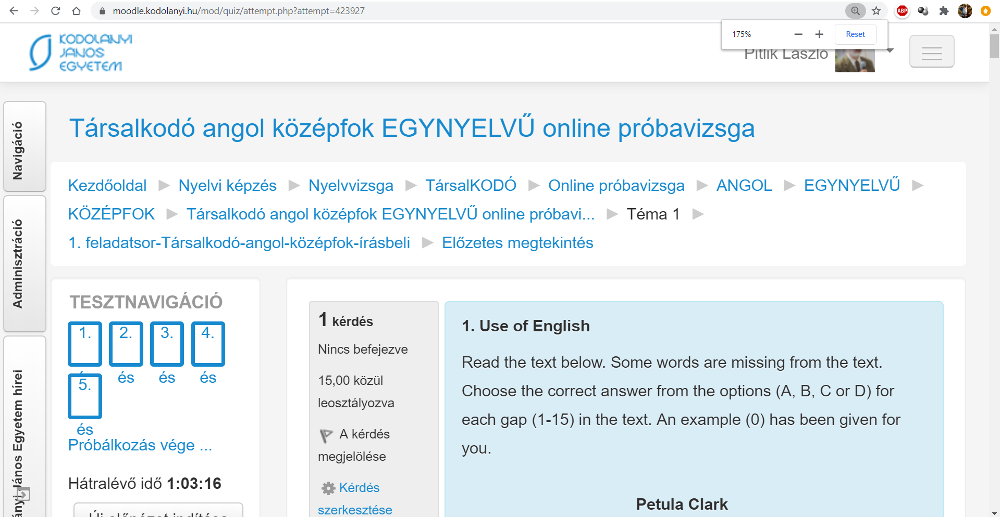 moodle.kodolanyi.hu/mod/quiz/attempt.php?attempt=423927
ABP
175%
Reset
KODOLÁNYI
JÁNOS
EGYETEM
Pitlik László
Navigáció
Adminisztráció
János Egyetem hírei
Társalkodó angol középfok EGYNYELVŰ online próbavizsga
Kezdőoldal ► Nyelvi képzés ► Nyelvvizsga ► TársalKODÓ ► Online próbavizsga ► ANGOL ► EGYNYELVŰ ►
KÖZÉPFOK ► Társalkodó angol középfok EGYNYELVŰ online próbavi... ► Téma 1 ►
1. feladatsor-Társalkodó-angol-középfok-írásbeli ► Előzetes megtekintés
TESZTNAVIGÁCIÓ
1. 2. 3. 4.
és és és
5.
és
Próbálkozás vége ...
Hátralévő idő 1:03:16
Új előnézet indítása
1 kérdés
Nincs befejezve
15,00 közül
leosztályozva
A kérdés
megjelölése
Kérdés
szerkesztése
1. Use of English
Read the text below. Some words are missing from the text.
Choose the correct answer from the options (A, B, C or D) for
each gap (1-15) in the text. An example (0) has been given for
you.
Petula Clark